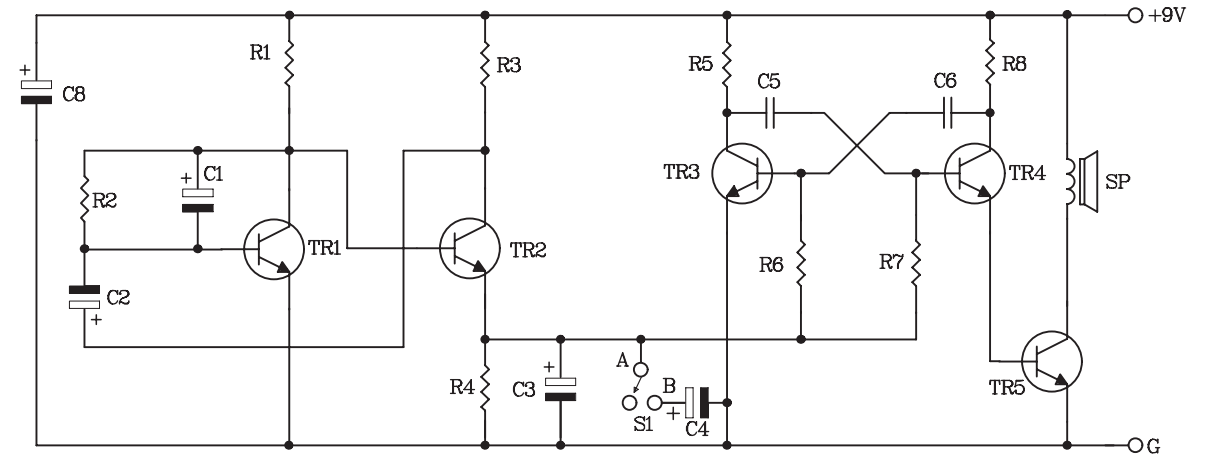 +9V
R1
R3
R5
C5
C6
R8
+
C8
+
C1
R2
TR3
TR4
SP
TR1
TR2
R6
R7
C2
+
A
+
C3
R4
B
TR5
+
S1
C4
G